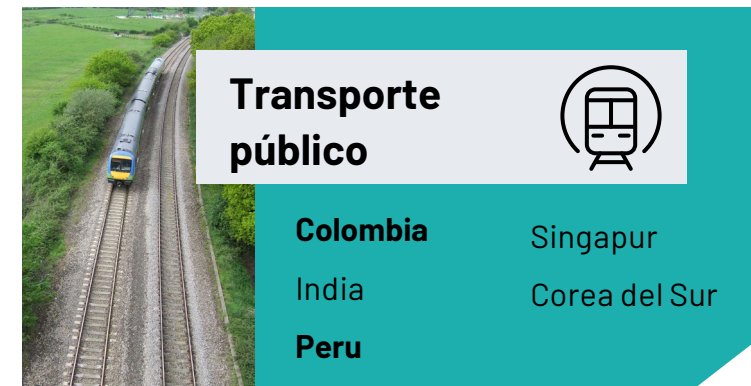 Transporte
público
Colombia
India
Peru
Singapur
Corea del Sur